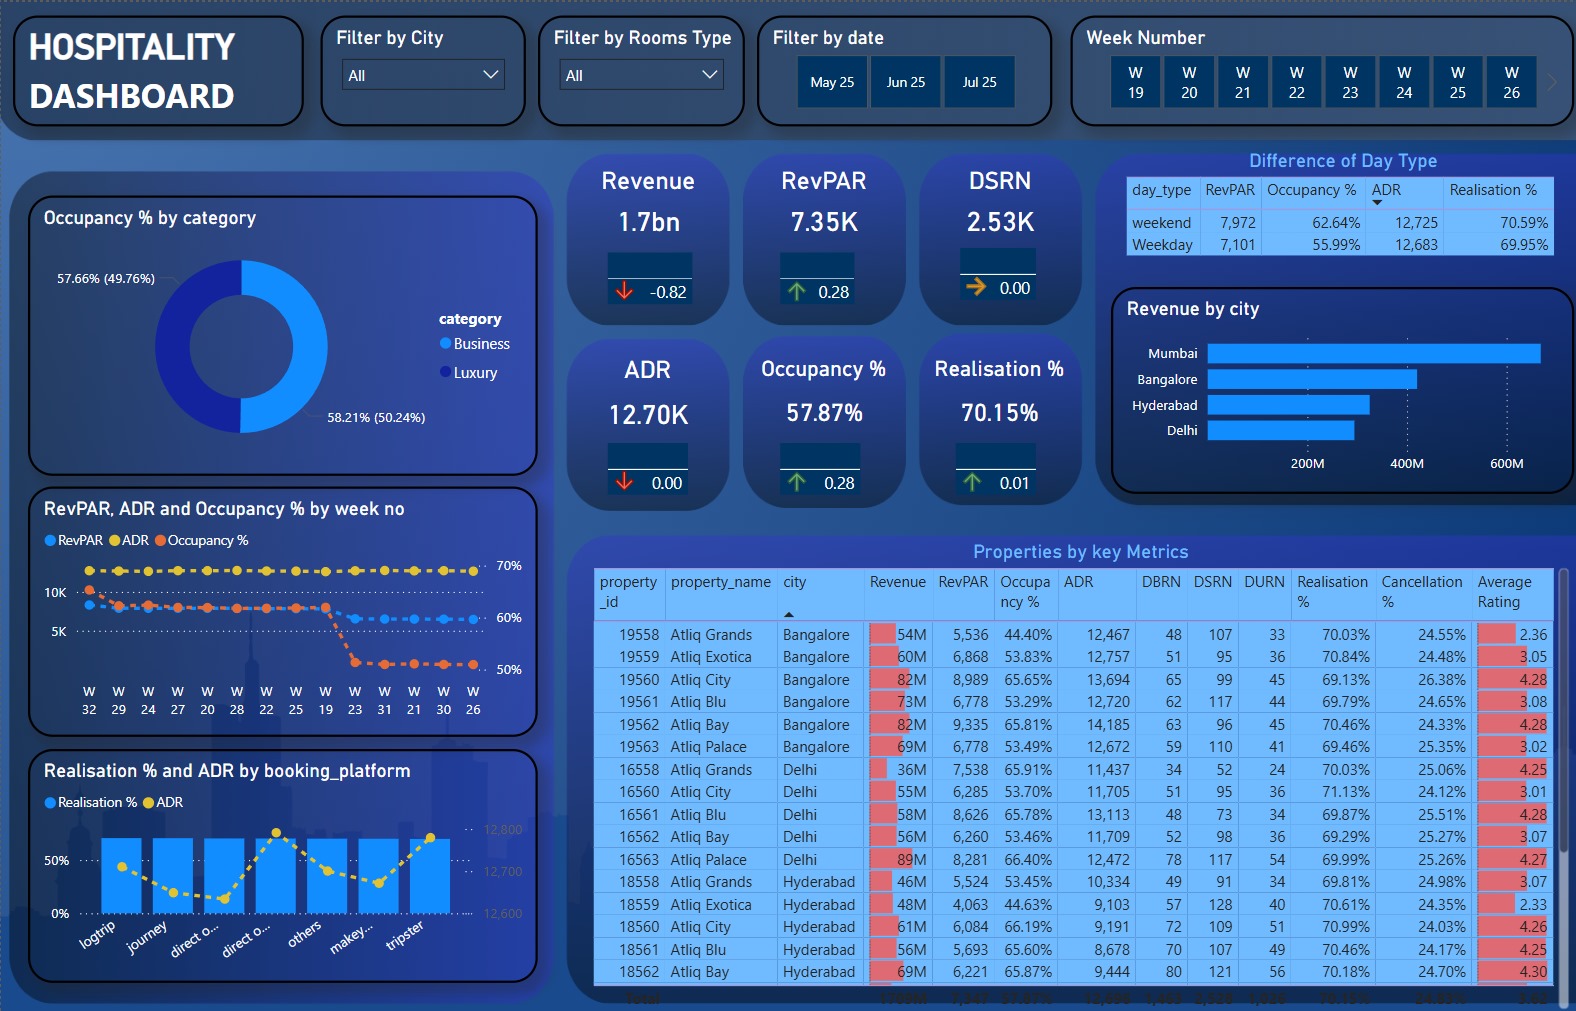 HOSPITALITY
DASHBOARD
Filter by City
All
Filter by Rooms Type
All
Filter by date
May 25 Jun 25 Jul 25
Week Number
W 19 W 20 W 21 W 22 W 23 W 24 W 25 W 26
Occupancy % by category
57.66% (49.76%)
58.21% (50.24%)
category
Business
Luxury
Revenue
1.7bn
-0.82
RevPAR
7.35K
0.28
DSRN
2.53K
0.00
ADR
12.70K
0.00
Occupancy %
57.87%
0.28
Realisation %
70.15%
0.01
Difference of Day Type
day_type RevPAR Occupancy % ADR Realisation %
weekend 7,972 62.64% 12,725 70.59%
Weekday 7,101 55.99% 12,683 69.95%
Revenue by city
Mumbai
Bangalore
Hyderabad
Delhi
200M 400M 600M
RevPAR, ADR and Occupancy % by week no
RevPAR ADR Occupancy %
70%
10K
60%
5K
50%
W 32 W 29 W 24 W 27 W 20 W 28 W 22 W 25 W 19 W 23 W 31 W 21 W 30 W 26
Realisation % and ADR by booking_platform
Realisation % ADR
12,800
50%
12,700
0%
12,600
logtrip journey direct o... direct o... others makey... tripster
Properties by key Metrics
property_id property_name city Revenue RevPAR Occupancy % ADR DBRN DSRN DURN Realisation % Cancellation % Average Rating
19558 Atliq Grands Bangalore 54M 5,536 44.40% 12,467 48 107 33 70.03% 24.55% 2.36
19559 Atliq Exotica Bangalore 60M 6,868 53.83% 12,757 51 95 36 70.84% 24.48% 3.05
19560 Atliq City Bangalore 82M 8,989 65.65% 13,694 65 99 45 69.13% 26.38% 4.28
19561 Atliq Blu Bangalore 73M 6,778 53.29% 12,720 62 117 44 69.79% 24.65% 3.08
19562 Atliq Bay Bangalore 82M 9,335 65.81% 14,185 63 96 45 70.46% 24.33% 4.28
19563 Atliq Palace Bangalore 69M 6,778 53.49% 12,672 59 110 41 69.46% 25.35% 3.02
16558 Atliq Grands Delhi 36M 7,538 65.91% 11,437 34 52 24 70.03% 25.06% 4.25
16560 Atliq City Delhi 55M 6,285 53.70% 11,705 51 95 36 71.13% 24.12% 3.01
16561 Atliq Blu Delhi 58M 8,626 65.78% 13,113 48 73 34 69.87% 25.51% 4.28
16562 Atliq Bay Delhi 56M 6,260 53.46% 11,709 52 98 36 69.29% 25.27% 3.07
16563 Atliq Palace Delhi 89M 8,281 66.40% 12,472 78 117 54 69.99% 25.26% 4.27
18558 Atliq Grands Hyderabad 46M 5,524 53.45% 10,334 49 91 34 69.81% 24.98% 3.07
18559 Atliq Exotica Hyderabad 48M 4,063 44.63% 9,103 57 128 40 70.61% 24.35% 2.33
18560 Atliq City Hyderabad 61M 6,084 66.19% 9,191 72 109 51 70.99% 24.03% 4.26
18561 Atliq Blu Hyderabad 56M 5,693 65.60% 8,678 70 107 49 70.46% 24.17% 4.25
18562 Atliq Bay Hyderabad 69M 6,221 65.87% 9,444 80 121 56 70.18% 24.70% 4.30
Total